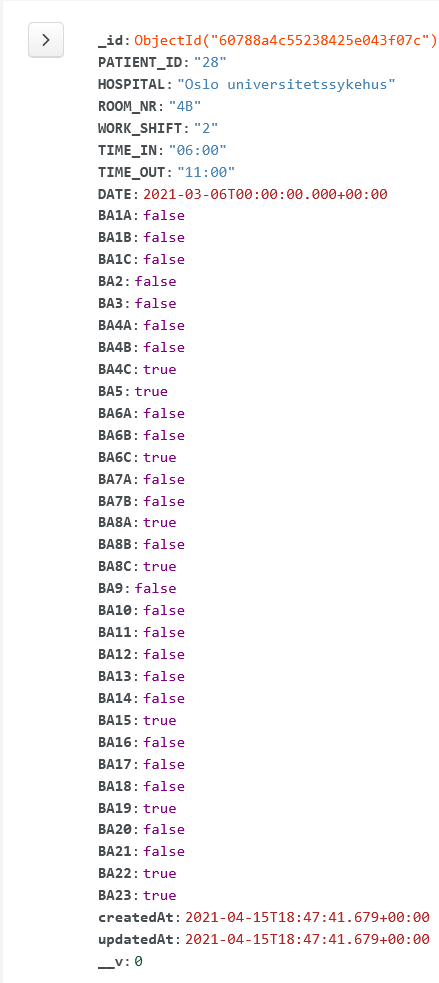 _id: ObjectId("60788a4c55238425e043f07c")
PATIENT_ID: "28"
HOSPITAL: "Oslo universitetssykehus"
ROOM_NR: "4B"
WORK_SHIFT: "2"
TIME_IN: "06:00"
TIME_OUT: "11:00"
DATE: 2021-03-06T00:00:00.000+00:00
BA1A: false
BA1B: false
BA1C: false
BA2: false
BA3: false
BA4A: false
BA4B: false
BA4C: true
BA5: true
BA6A: false
BA6B: false
BA6C: true
BA7A: false
BA7B: false
BA8A: true
BA8B: false
BA8C: true
BA9: false
BA10: false
BA11: false
BA12: false
BA13: false
BA14: false
BA15: true
BA16: false
BA17: false
BA18: false
BA19: true
BA20: false
BA21: false
BA22: true
BA23: true
createdAt: 2021-04-15T18:47:41.679+00:00
updatedAt: 2021-04-15T18:47:41.679+00:00
__v: 0